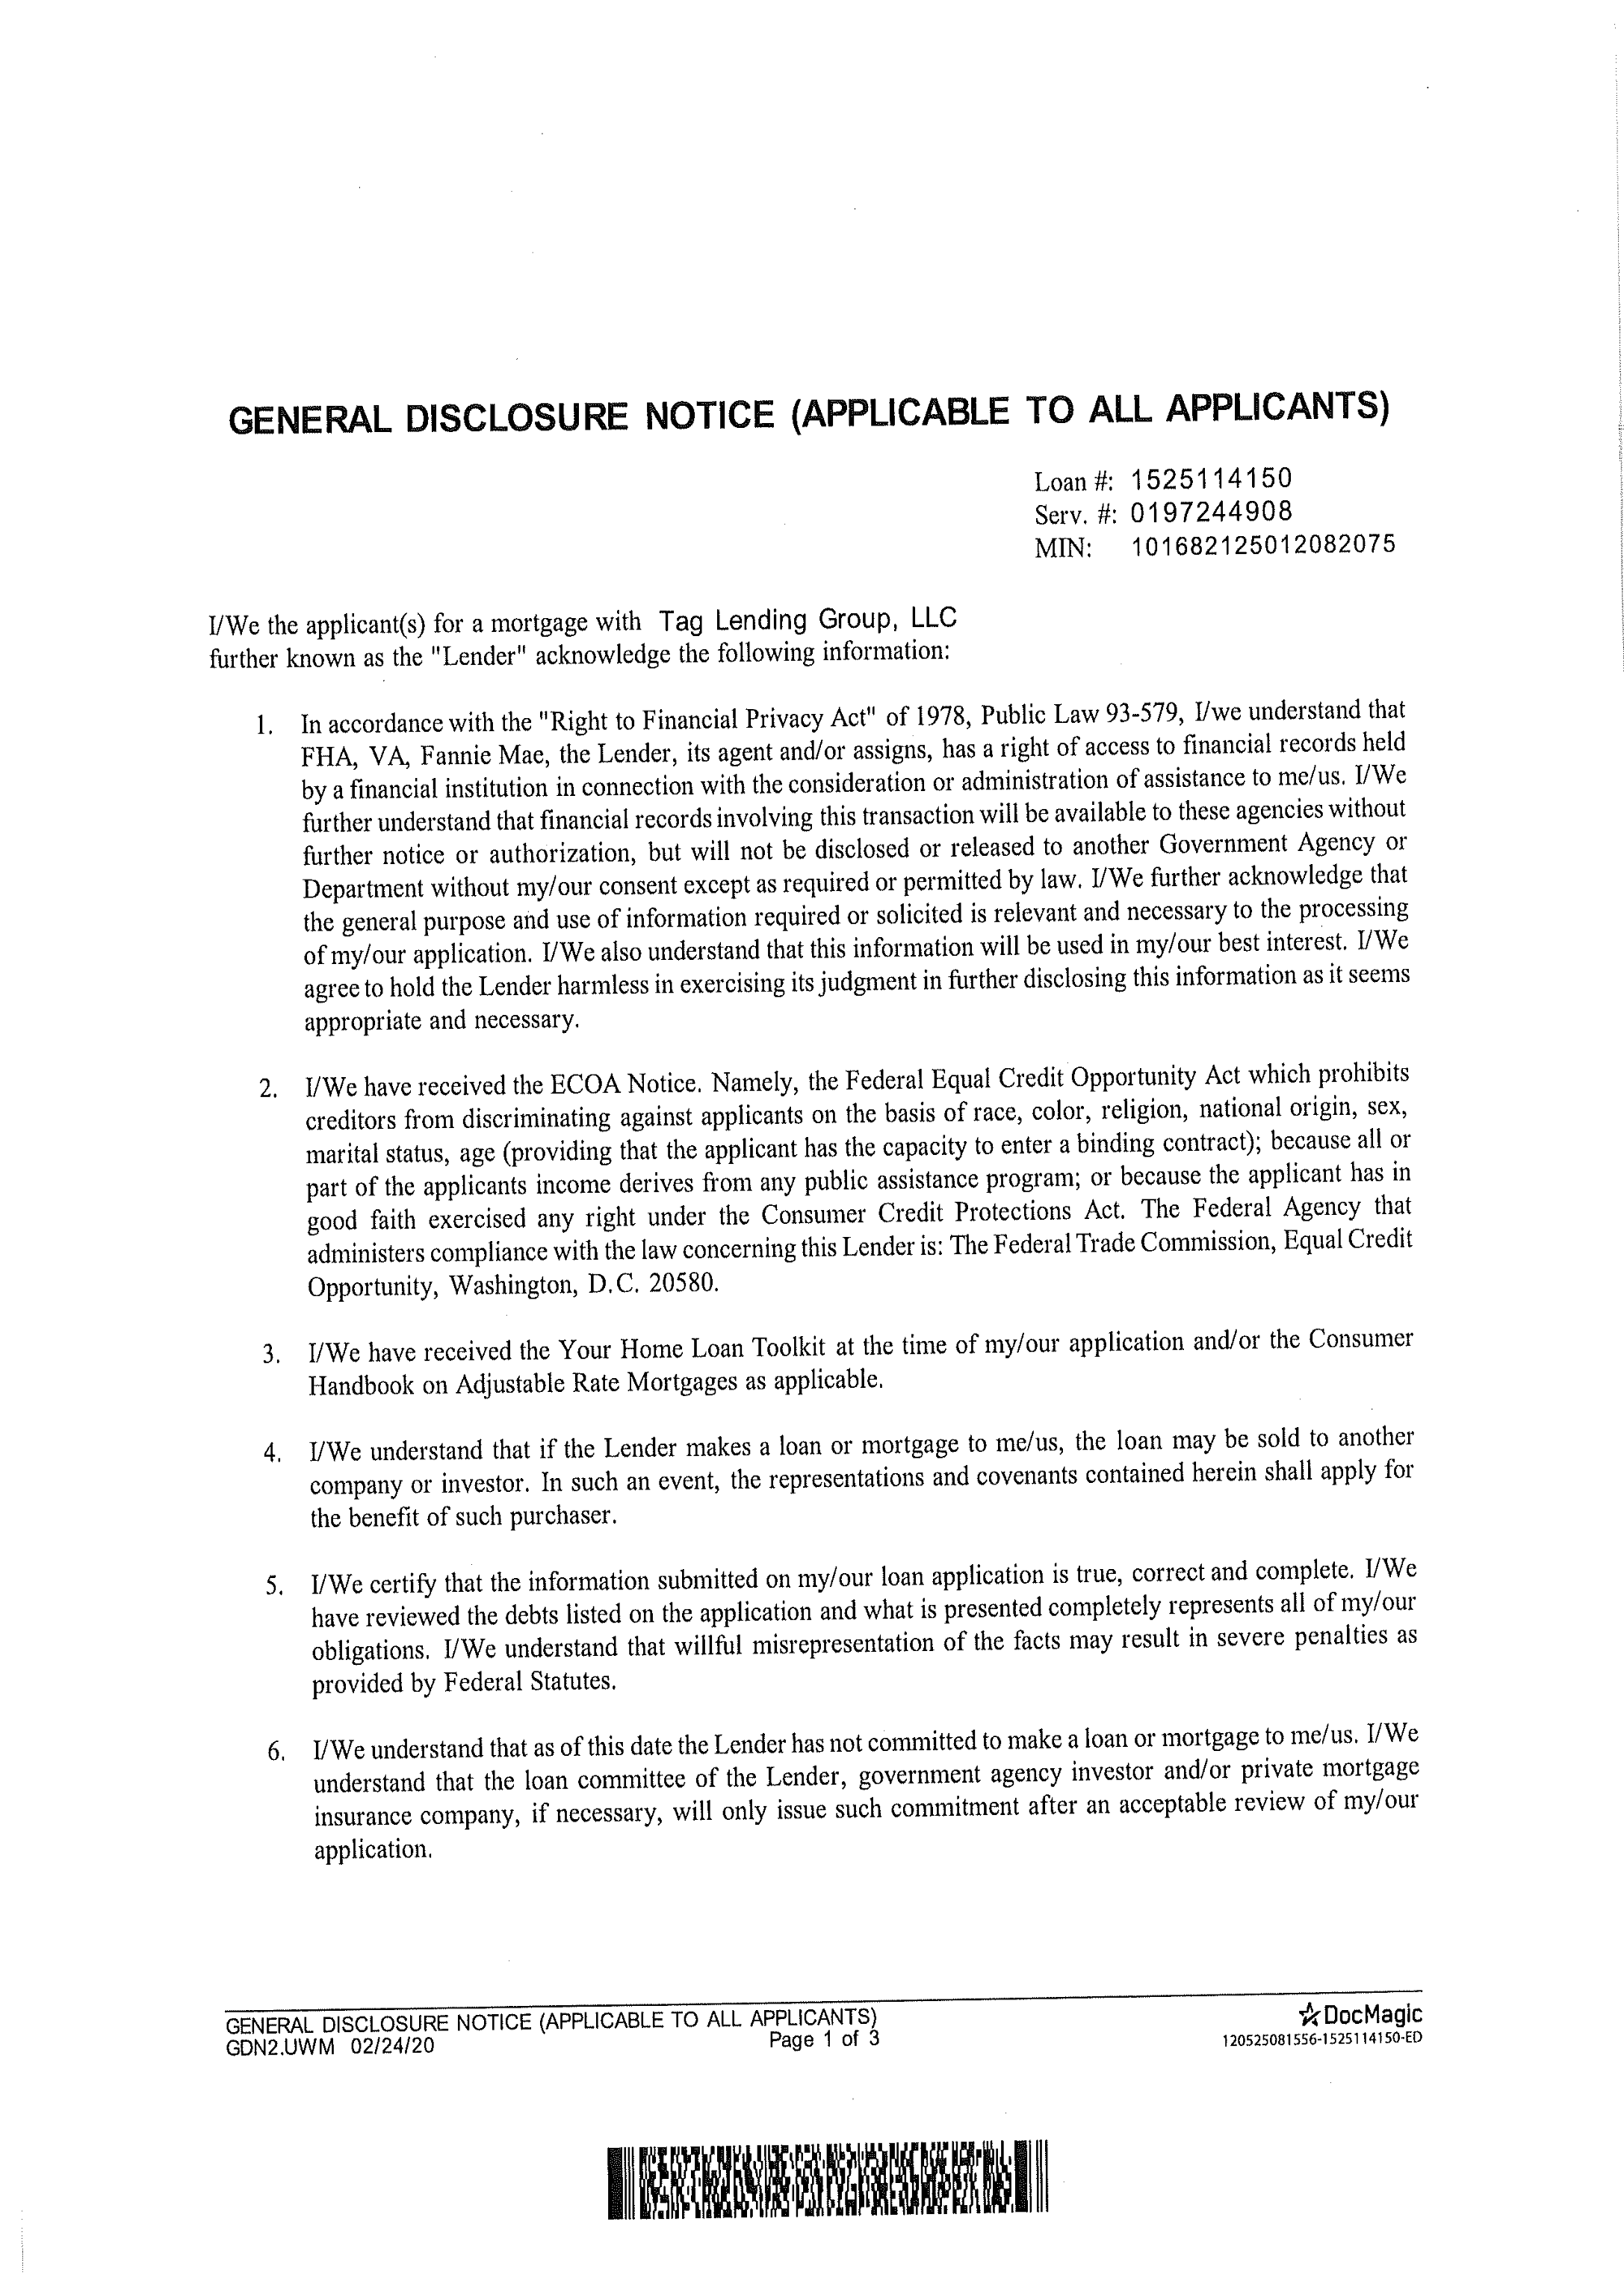 GENERAL DISCLOSURE NOTICE (APPLICABLE TO ALL APPLICANTS)
Loan #: 1525114150
Serv. #: 0197244908
MIN: 101682125012082075
I/We the applicant(s) for a mortgage with Tag Lending Group, LLC
further known as the "Lender" acknowledge the following information:
1. In accordance with the "Right to Financial Privacy Act" of 1978, Public Law 93-579, I/we understand that
FHA, VA, Fannie Mae, the Lender, its agent and/or assigns, has a right of access to financial records held
by a financial institution in connection with the consideration or administration of assistance to me/us. I/We
further understand that financial records involving this transaction will be available to these agencies without
further notice or authorization, but will not be disclosed or released to another Government Agency or
Department without my/our consent except as required or permitted by law. I/We further acknowledge that
the general purpose and use of information required or solicited is relevant and necessary to the processing
of my/our application. I/We also understand that this information will be used in my/our best interest. I/We
agree to hold the Lender harmless in exercising its judgment in further disclosing this information as it seems
appropriate and necessary.
2. I/We have received the ECOA Notice. Namely, the Federal Equal Credit Opportunity Act which prohibits
creditors from discriminating against applicants on the basis of race, color, religion, national origin, sex,
marital status, age (providing that the applicant has the capacity to enter a binding contract); because all or
part of the applicants income derives from any public assistance program; or because the applicant has in
good faith exercised any right under the Consumer Credit Protections Act. The Federal Agency that
administers compliance with the law concerning this Lender is: The Federal Trade Commission, Equal Credit
Opportunity, Washington, D.C. 20580.
3. I/We have received the Your Home Loan Toolkit at the time of my/our application and/or the Consumer
Handbook on Adjustable Rate Mortgages as applicable.
4. I/We understand that if the Lender makes a loan or mortgage to me/us, the loan may be sold to another
company or investor. In such an event, the representations and covenants contained herein shall apply for
the benefit of such purchaser.
5. I/We certify that the information submitted on my/our loan application is true, correct and complete. I/We
have reviewed the debts listed on the application and what is presented completely represents all of my/our
obligations. I/We understand that willful misrepresentation of the facts may result in severe penalties as
provided by Federal Statutes.
6. I/We understand that as of this date the Lender has not committed to make a loan or mortgage to me/us. I/We
understand that the loan committee of the Lender, government agency investor and/or private mortgage
insurance company, if necessary, will only issue such commitment after an acceptable review of my/our
application.
GENERAL DISCLOSURE NOTICE (APPLICABLE TO ALL APPLICANTS)
GDN2.UWM 02/24/20
Page 1 of 3
DocMagic
120525081556-1525114150-ED